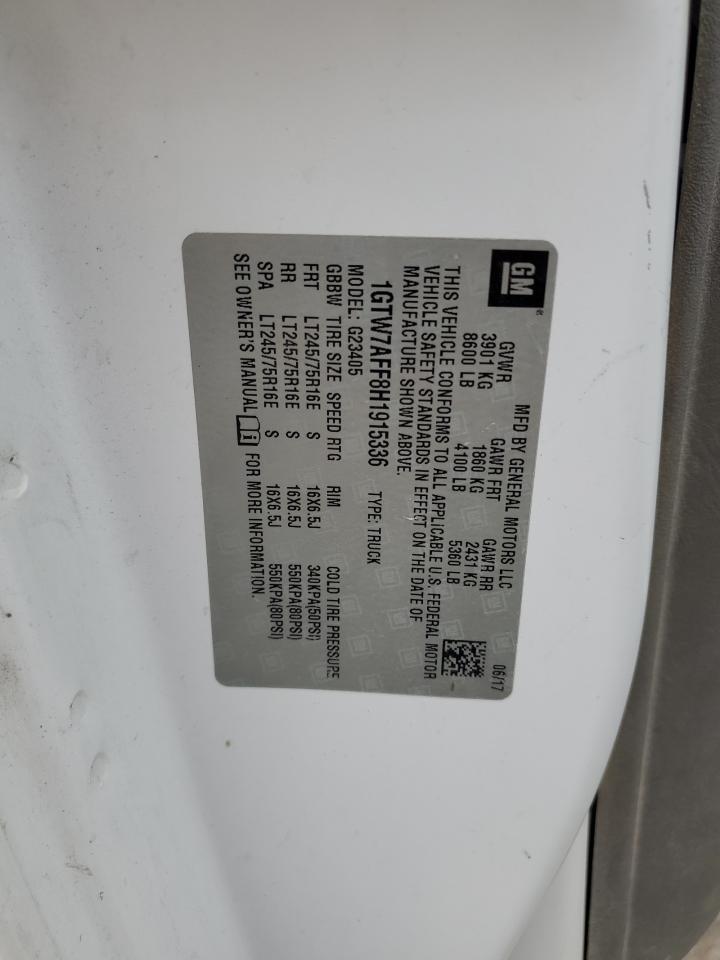 GM
MFD BY GENERAL MOTORS LLC 06/17
GVWR GAWR FRT GAWR RR
3901 KG 1860 KG 2431 KG
8600 LB 4100 LB 5360 LB
THIS VEHICLE CONFORMS TO ALL APPLICABLE U.S. FEDERAL MOTOR
VEHICLE SAFETY STANDARDS IN EFFECT ON THE DATE OF
MANUFACTURE SHOWN ABOVE.
1GTW7AFF8H1915336 TYPE: TRUCK
MODEL: G23405
GBBW TIRE SIZE SPEED RTG RIM COLD TIRE PRESSURE
FRT LT245/75R16E S 16X6.5J 340KPA(50PSI)
RR LT245/75R16E S 16X6.5J 550KPA(80PSI)
SPA LT245/75R16E S 16X6.5J 550KPA(80PSI)
SEE OWNER'S MANUAL FOR MORE INFORMATION.